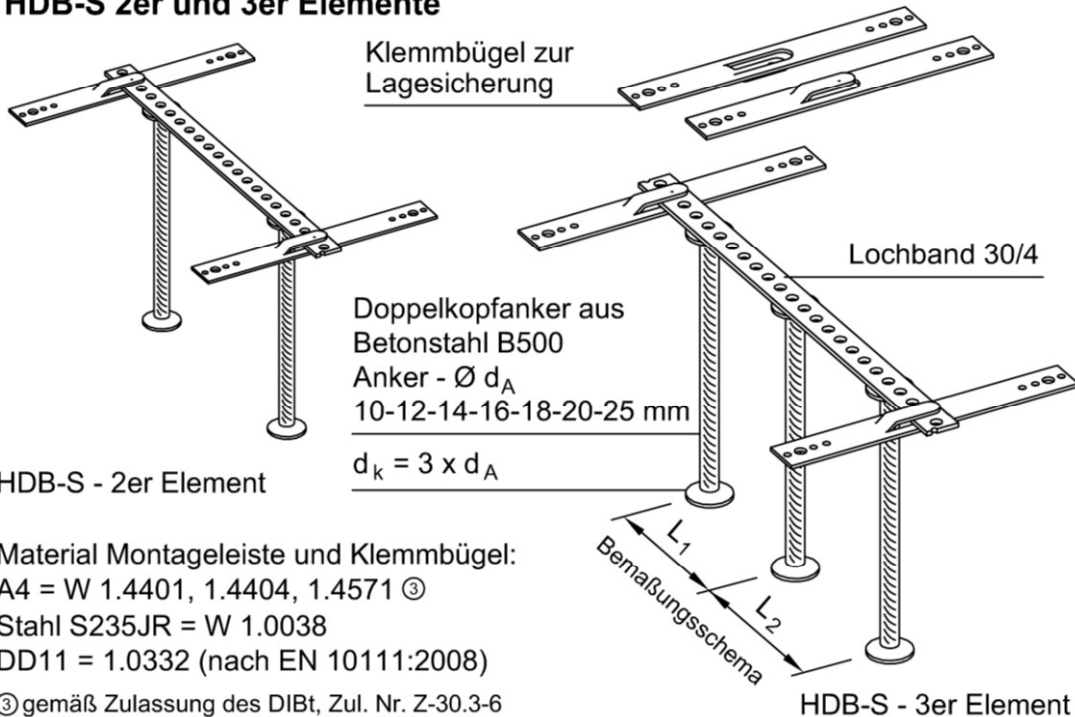 HDB-S 2er und 3er Elemente
Klemmbügel zur
Lagesicherung
Lochband 30/4
Doppelkopfanker aus
Betonstahl B500
Anker - Ø dA
10-12-14-16-18-20-25 mm
dk = 3 x dA
HDB-S - 2er Element
L1
L2
Bemaßungsschema
Material Montageleiste und Klemmbügel:
A4 = W 1.4401, 1.4404, 1.4571 ③
Stahl S235JR = W 1.0038
DD11 = 1.0332 (nach EN 10111:2008)
③ gemäß Zulassung des DIBt, Zul. Nr. Z-30.3-6
HDB-S - 3er Element